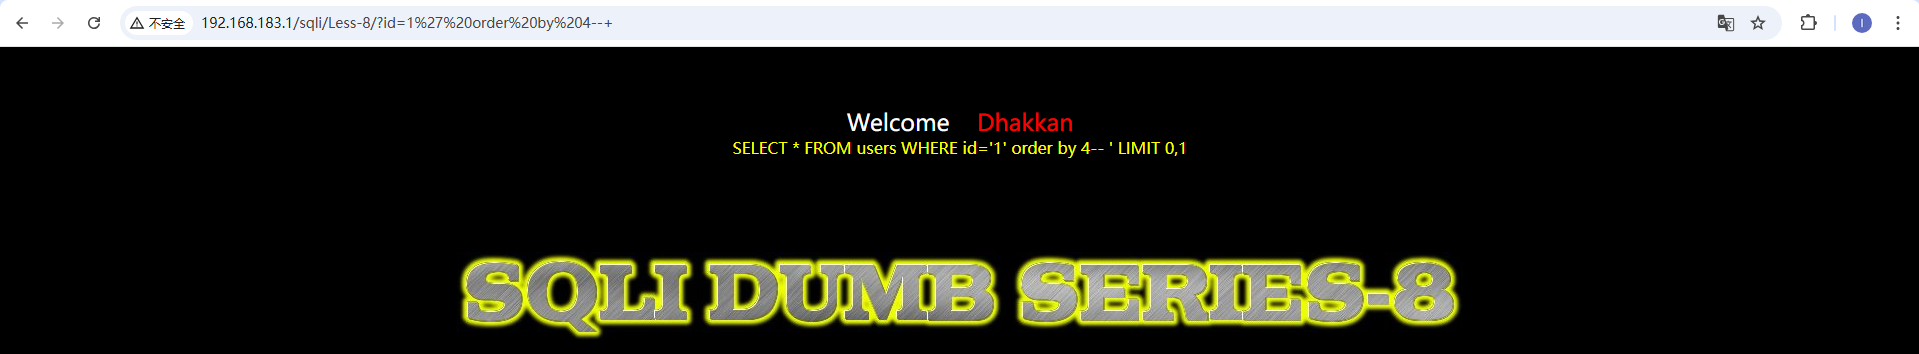 不安全 192.168.183.1/sqli/Less-8/?id=1%27%20order%20by%204--+ I
Welcome Dhakkan
SELECT * FROM users WHERE id='1' order by 4-- ' LIMIT 0,1
SQLI DUMB SERIES-8